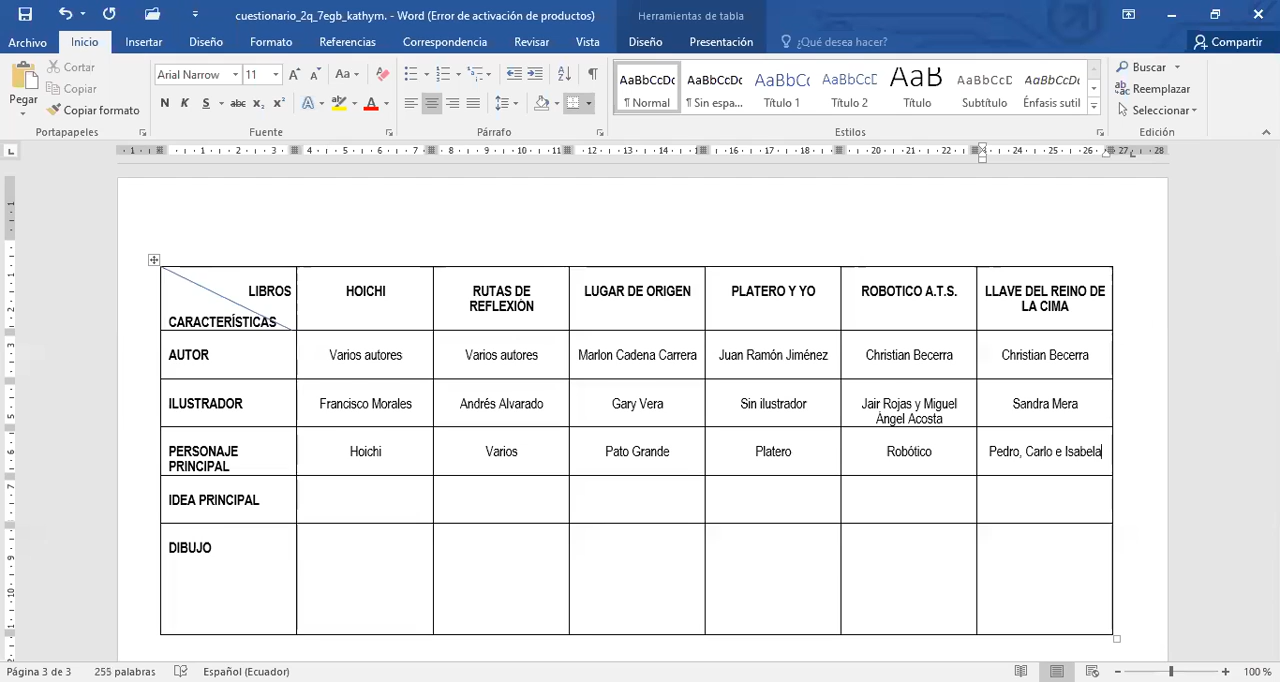 cuestionario_2q_7egb_kathym. - Word (Error de activación de productos)
Herramientas de tabla
Archivo Inicio Insertar Diseño Formato Referencias Correspondencia Revisar Vista Diseño Presentación ¿Qué desea hacer? Compartir
Pegar
Cortar
Copiar
Copiar formato
Portapapeles
Arial Narrow 11
Aa
N K S abc x₂ x²
A
A
Fuente
Párrafo
AaBbCcDc AaBbCcDc AaBbC( AaBbCcD AaB AaBbCcD AaBbCcDc
¶ Normal ¶ Sin espa... Título 1 Título 2 Título Subtítulo Énfasis sutil
Estilos
Buscar
Reemplazar
Seleccionar
Edición
LIBROS
CARACTERÍSTICAS
HOICHI
RUTAS DE
REFLEXIÓN
LUGAR DE ORIGEN
PLATERO Y YO
ROBOTICO A.T.S.
LLAVE DEL REINO DE
LA CIMA
AUTOR
Varios autores
Varios autores
Marlon Cadena Carrera
Juan Ramón Jiménez
Christian Becerra
Christian Becerra
ILUSTRADOR
Francisco Morales
Andrés Alvarado
Gary Vera
Sin ilustrador
Jair Rojas y Miguel
Ángel Acosta
Sandra Mera
PERSONAJE
PRINCIPAL
Hoichi
Varios
Pato Grande
Platero
Robótico
Pedro, Carlo e Isabela
IDEA PRINCIPAL
DIBUJO
Página 3 de 3 255 palabras Español (Ecuador) 100 %